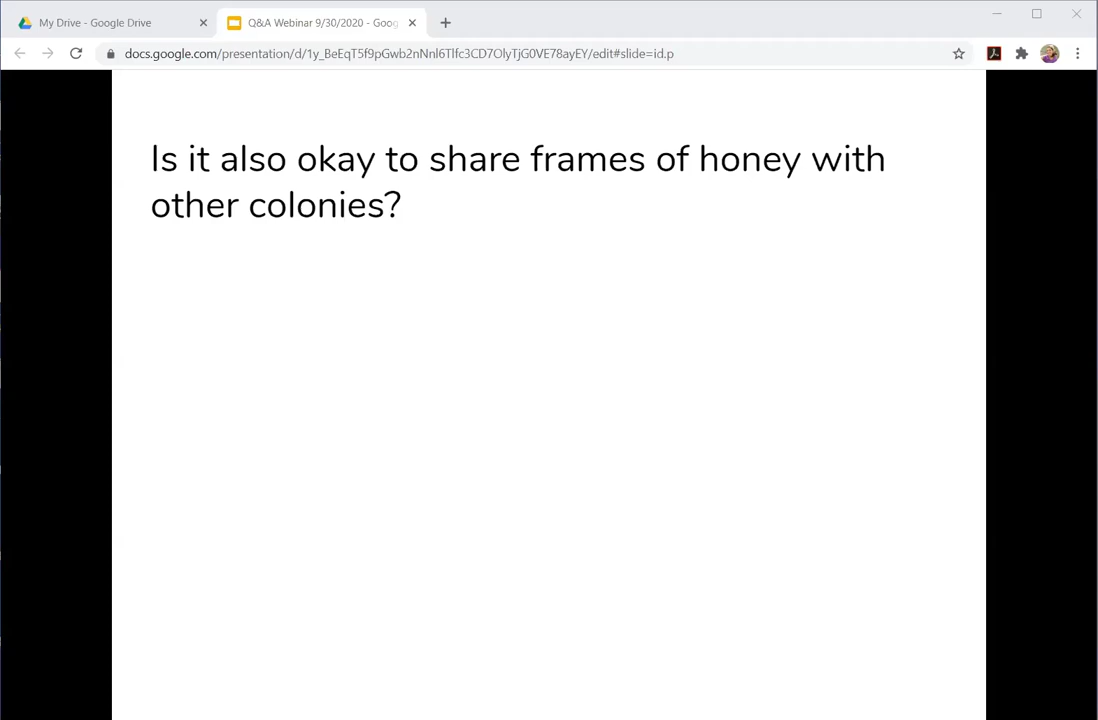 My Drive - Google Drive
Q&A Webinar 9/30/2020 - Goog
docs.google.com/presentation/d/1y_BeEqT5f9pGwb2nNnl6Tlfc3CD7OlyTjG0VE78ayEY/edit#slide=id.p
Is it also okay to share frames of honey with
other colonies?